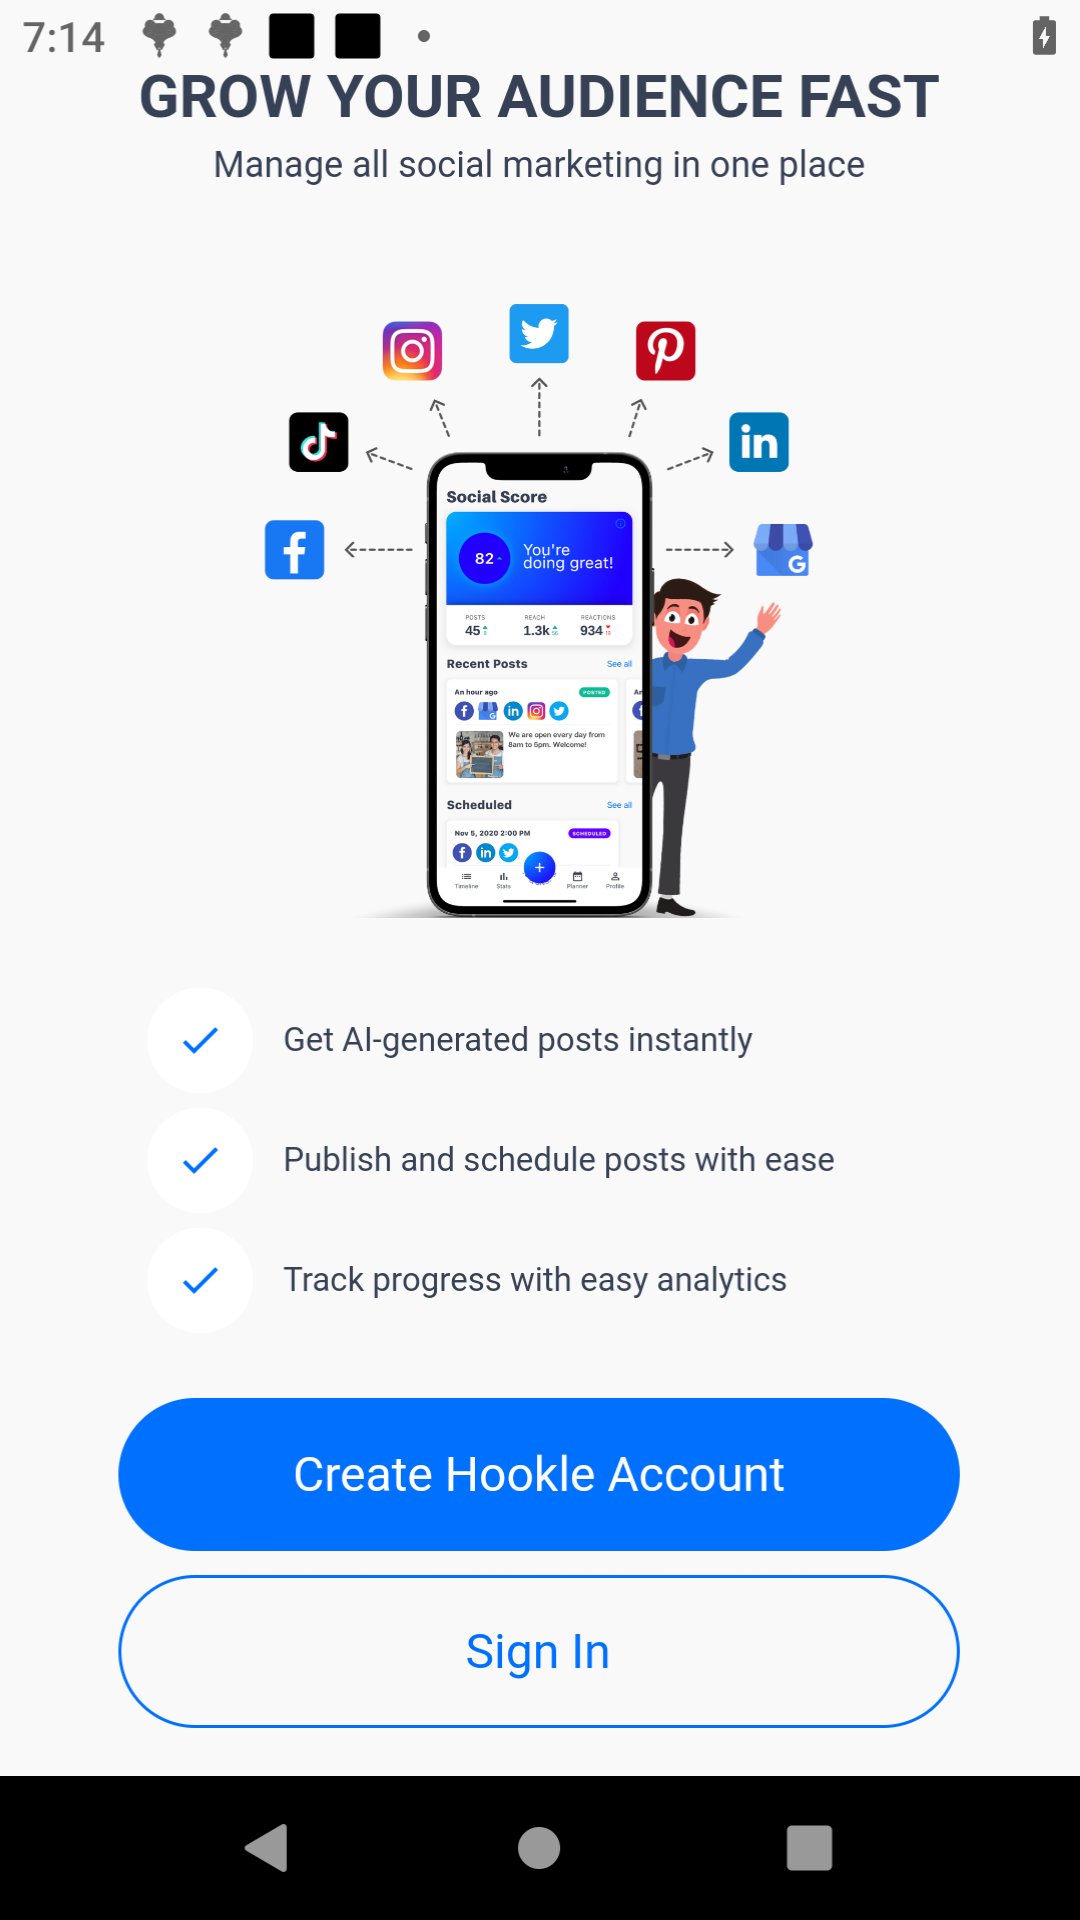 7:14
GROW YOUR AUDIENCE FAST
Manage all social marketing in one place
Social Score
82
You're
doing great!
POSTS REACH REACTIONS
45 1.3k 934
Recent Posts See all
An hour ago POSTED An
We are open every day from
8am to 5pm. Welcome!
Scheduled See all
Nov 5, 2020 2:00 PM SCHEDULED
Timeline Stats Planner Profile
Get AI-generated posts instantly
Publish and schedule posts with ease
Track progress with easy analytics
Create Hookle Account
Sign In